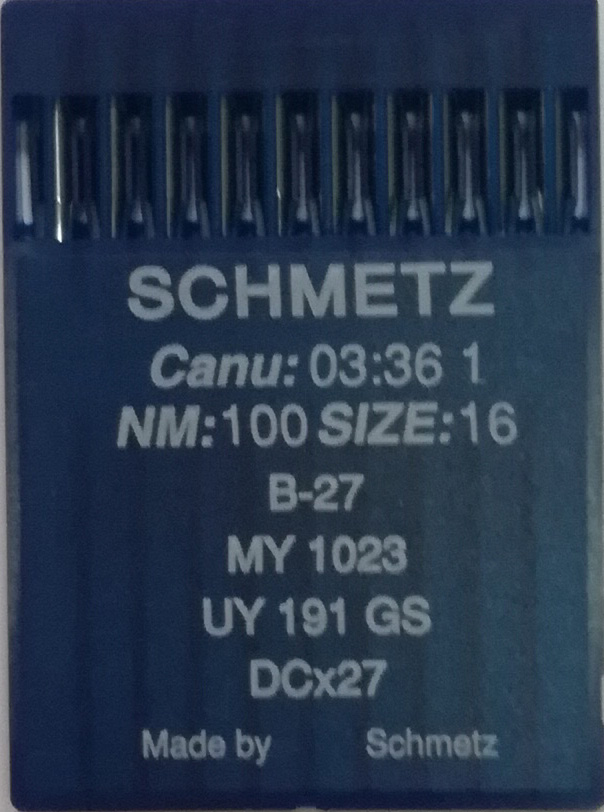 SCHMETZ
Canu: 03:36 1
NM:100 SIZE:16
B-27
MY 1023
UY 191 GS
DCx27
Made by Schmetz